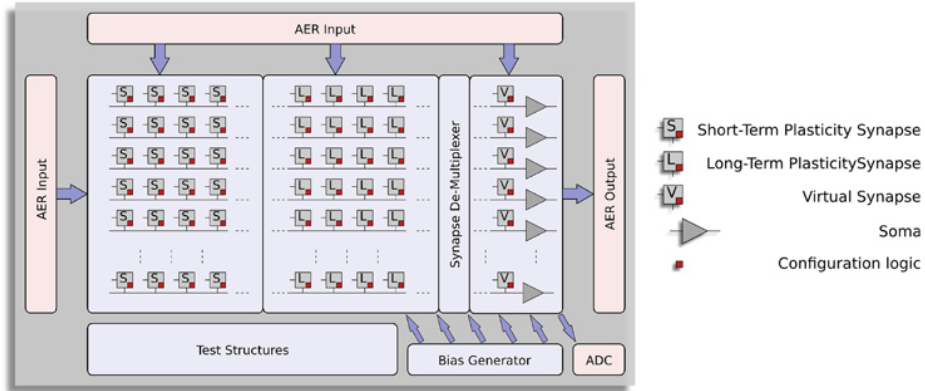 AER Input
AER Input
S S S S L L L L V
S S S S L L L L V
S S S S L L L L V
S S S S L L L L V
S S S S L L L L V
S S S S L L L L V
Synapse De-Multiplexer
AER Output
Test Structures
Bias Generator
ADC
S Short-Term Plasticity Synapse
L Long-Term PlasticitySynapse
V Virtual Synapse
Soma
Configuration logic